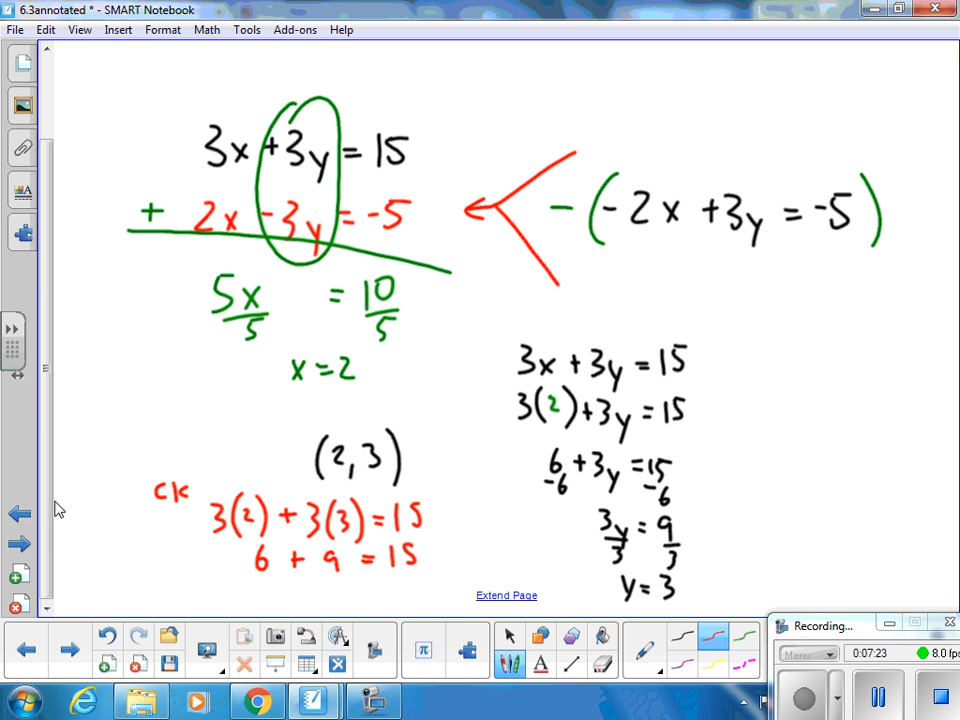 6.3annotated * - SMART Notebook
File Edit View Insert Format Math Tools Add-ons Help
3x + 3y = 15
+ 2x - 3y = -5
- (- 2x + 3y = -5)
5x/5 = 10/5
x = 2
(2, 3)
CK
3(2) + 3(3) = 15
6 + 9 = 15
3x + 3y = 15
3(2) + 3y = 15
6 + 3y = 15
-6 -6
3y/3 = 9/3
y = 3
Extend Page
π
A
Recording...
Menu
0:07:23
8.0 fps